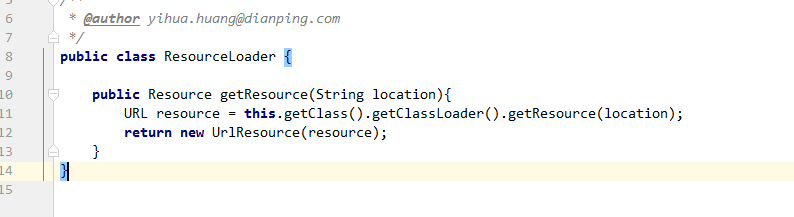 5 /**
6 * @author yihua.huang@dianping.com
7 */
8 public class ResourceLoader {
9
10 public Resource getResource(String location){
11 URL resource = this.getClass().getClassLoader().getResource(location);
12 return new UrlResource(resource);
13 }
14 }
15